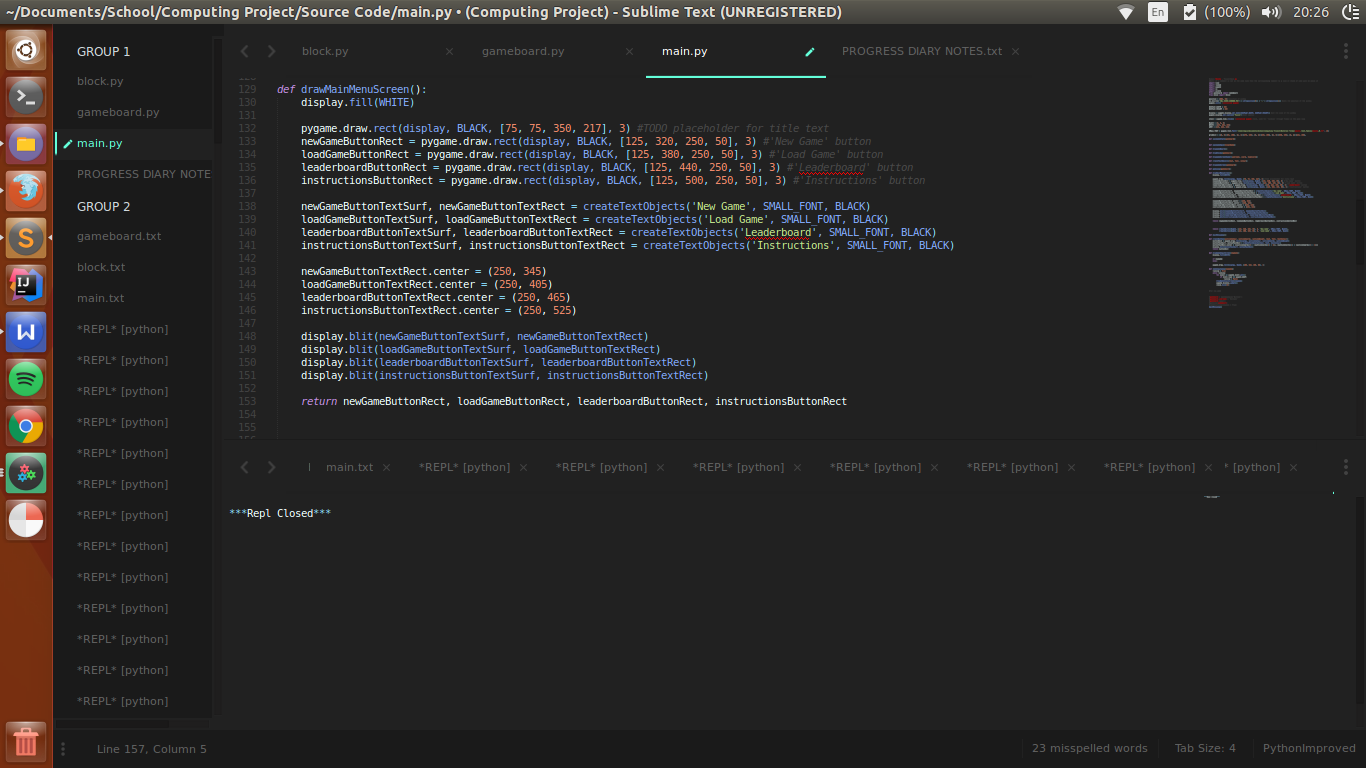 ~/Documents/School/Computing Project/Source Code/main.py • (Computing Project) - Sublime Text (UNREGISTERED)
En (100%) 20:26
GROUP 1
block.py
gameboard.py
main.py
PROGRESS DIARY NOTE
GROUP 2
gameboard.txt
block.txt
main.txt
*REPL* [python]
*REPL* [python]
*REPL* [python]
*REPL* [python]
*REPL* [python]
*REPL* [python]
*REPL* [python]
*REPL* [python]
*REPL* [python]
*REPL* [python]
*REPL* [python]
*REPL* [python]
*REPL* [python]
block.py × gameboard.py × main.py PROGRESS DIARY NOTES.txt ×
129 def drawMainMenuScreen():
130 display.fill(WHITE)
131
132 pygame.draw.rect(display, BLACK, [75, 75, 350, 217], 3) #TODO placeholder for title text
133 newGameButtonRect = pygame.draw.rect(display, BLACK, [125, 320, 250, 50], 3) #'New Game' button
134 loadGameButtonRect = pygame.draw.rect(display, BLACK, [125, 380, 250, 50], 3) #'Load Game' button
135 leaderboardButtonRect = pygame.draw.rect(display, BLACK, [125, 440, 250, 50], 3) #'Leaderboard' button
136 instructionsButtonRect = pygame.draw.rect(display, BLACK, [125, 500, 250, 50], 3) #'Instructions' button
137
138 newGameButtonTextSurf, newGameButtonTextRect = createTextObjects('New Game', SMALL_FONT, BLACK)
139 loadGameButtonTextSurf, loadGameButtonTextRect = createTextObjects('Load Game', SMALL_FONT, BLACK)
140 leaderboardButtonTextSurf, leaderboardButtonTextRect = createTextObjects('Leaderboard', SMALL_FONT, BLACK)
141 instructionsButtonTextSurf, instructionsButtonTextRect = createTextObjects('Instructions', SMALL_FONT, BLACK)
142
143 newGameButtonTextRect.center = (250, 345)
144 loadGameButtonTextRect.center = (250, 405)
145 leaderboardButtonTextRect.center = (250, 465)
146 instructionsButtonTextRect.center = (250, 525)
147
148 display.blit(newGameButtonTextSurf, newGameButtonTextRect)
149 display.blit(loadGameButtonTextSurf, loadGameButtonTextRect)
150 display.blit(leaderboardButtonTextSurf, leaderboardButtonTextRect)
151 display.blit(instructionsButtonTextSurf, instructionsButtonTextRect)
152
153 return newGameButtonRect, loadGameButtonRect, leaderboardButtonRect, instructionsButtonRect
154
155
main.txt × *REPL* [python] × *REPL* [python] × *REPL* [python] × *REPL* [python] × *REPL* [python] × *REPL* [python] × * [python] ×
***Repl Closed***
Line 157, Column 5
23 misspelled words Tab Size: 4 PythonImproved